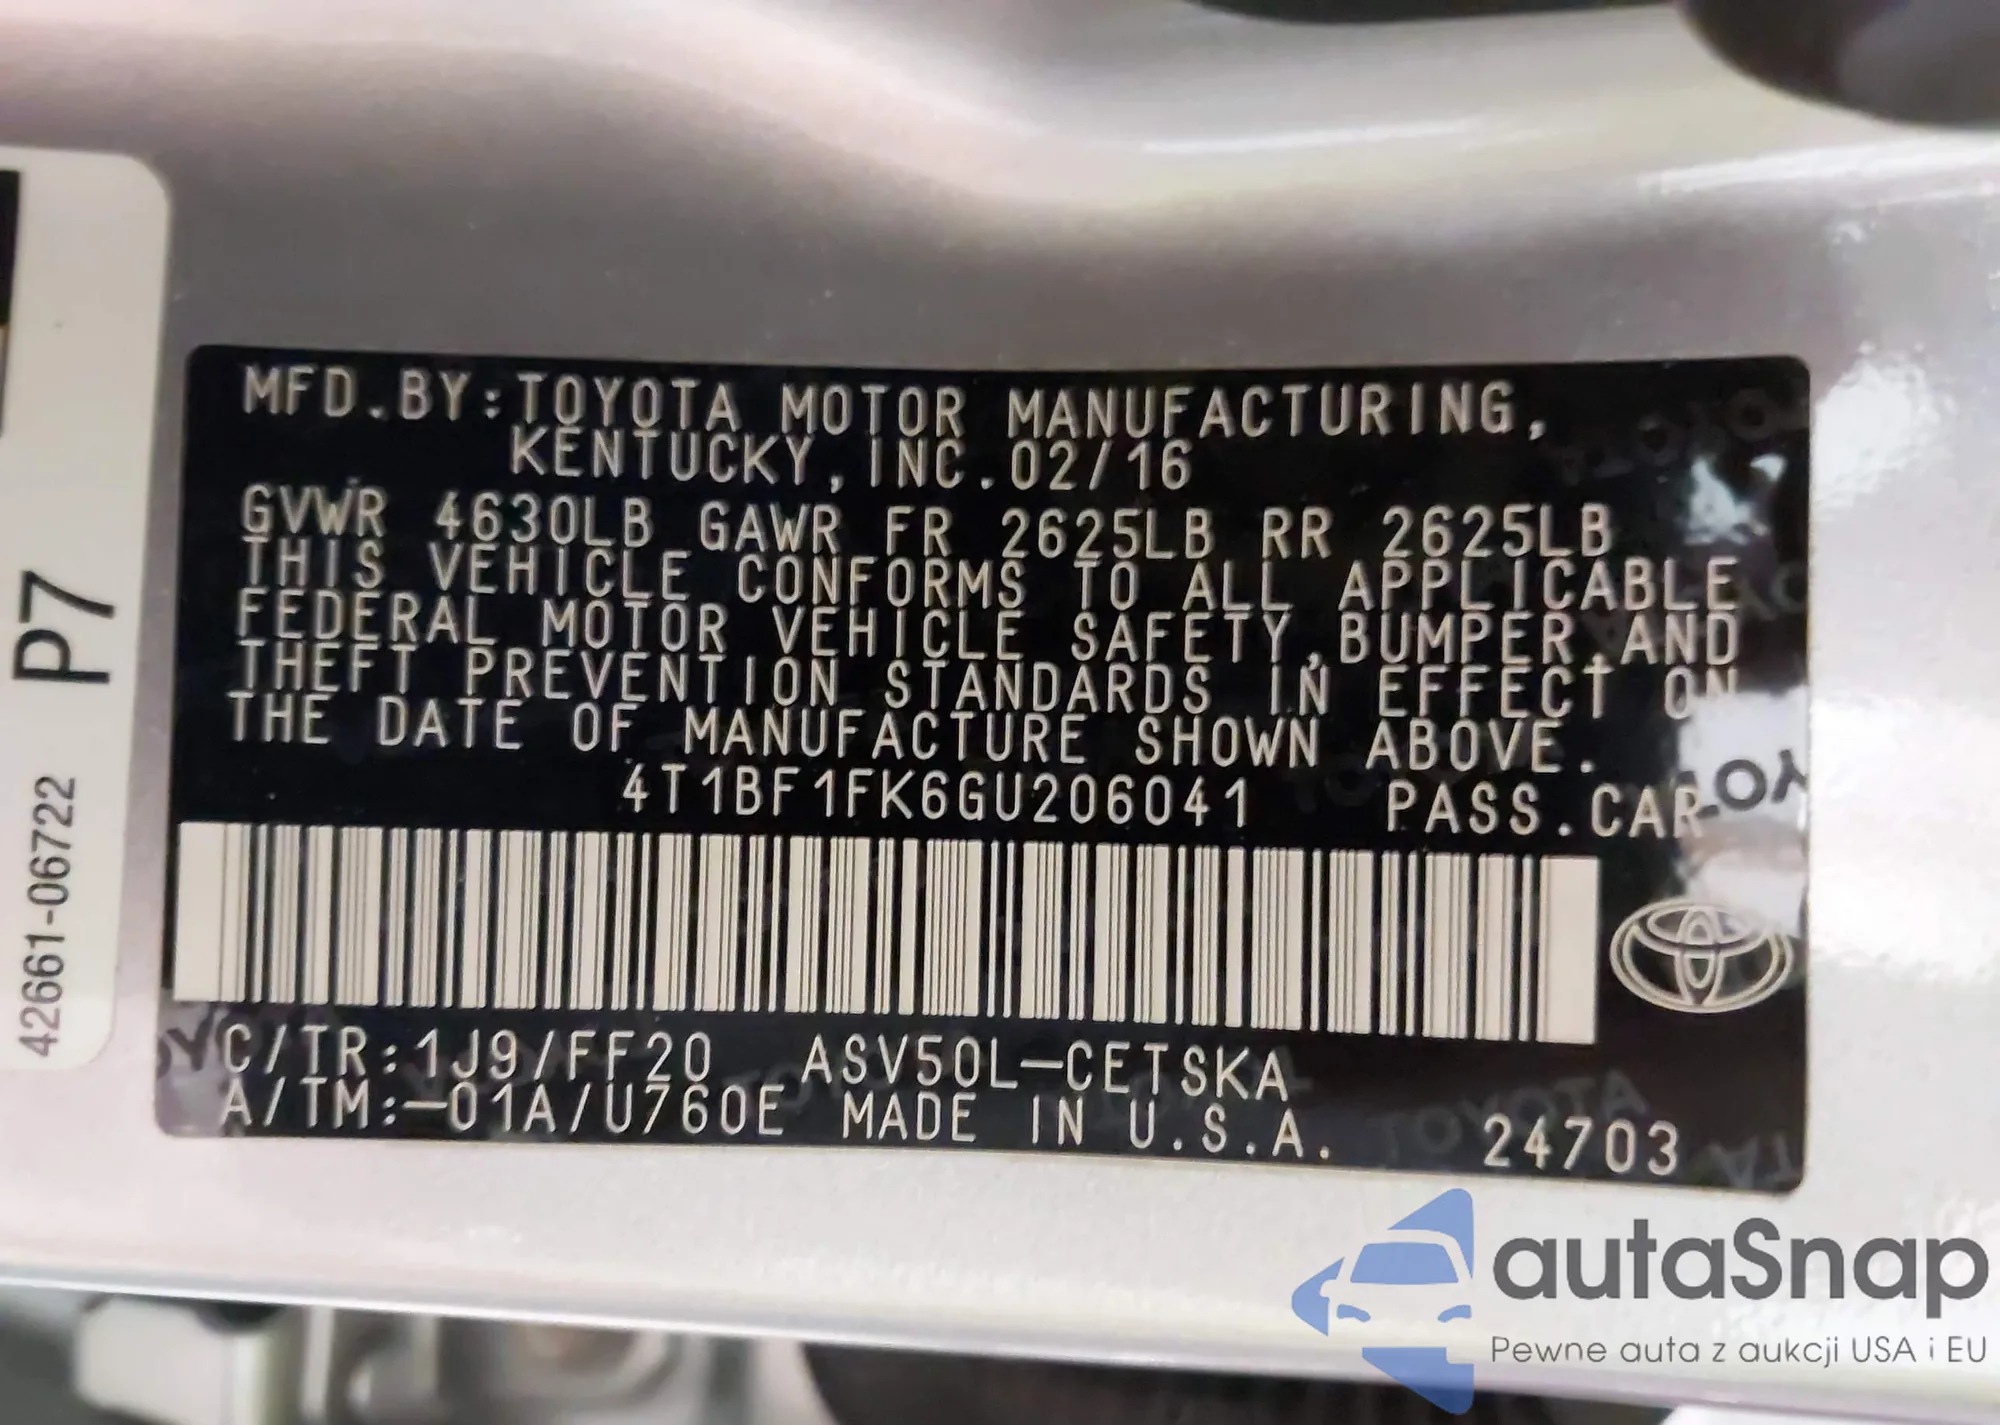 MFD.BY:TOYOTA MOTOR MANUFACTURING,
KENTUCKY,INC.02/16
GVWR 4630LB GAWR FR 2625LB RR 2625LB
THIS VEHICLE CONFORMS TO ALL APPLICABLE
FEDERAL MOTOR VEHICLE SAFETY,BUMPER,AND
THEFT PREVENTION STANDARDS IN EFFECT ON
THE DATE OF MANUFACTURE SHOWN ABOVE.
4T1BF1FK6GU206041 PASS.CAR
C/TR:1J9/FF20 ASV50L-CETSKA
A/TM:-01A/U760E MADE IN U.S.A. 24703
P7
42661-06722
autaSnap
Pewne auta z aukcji USA i EU